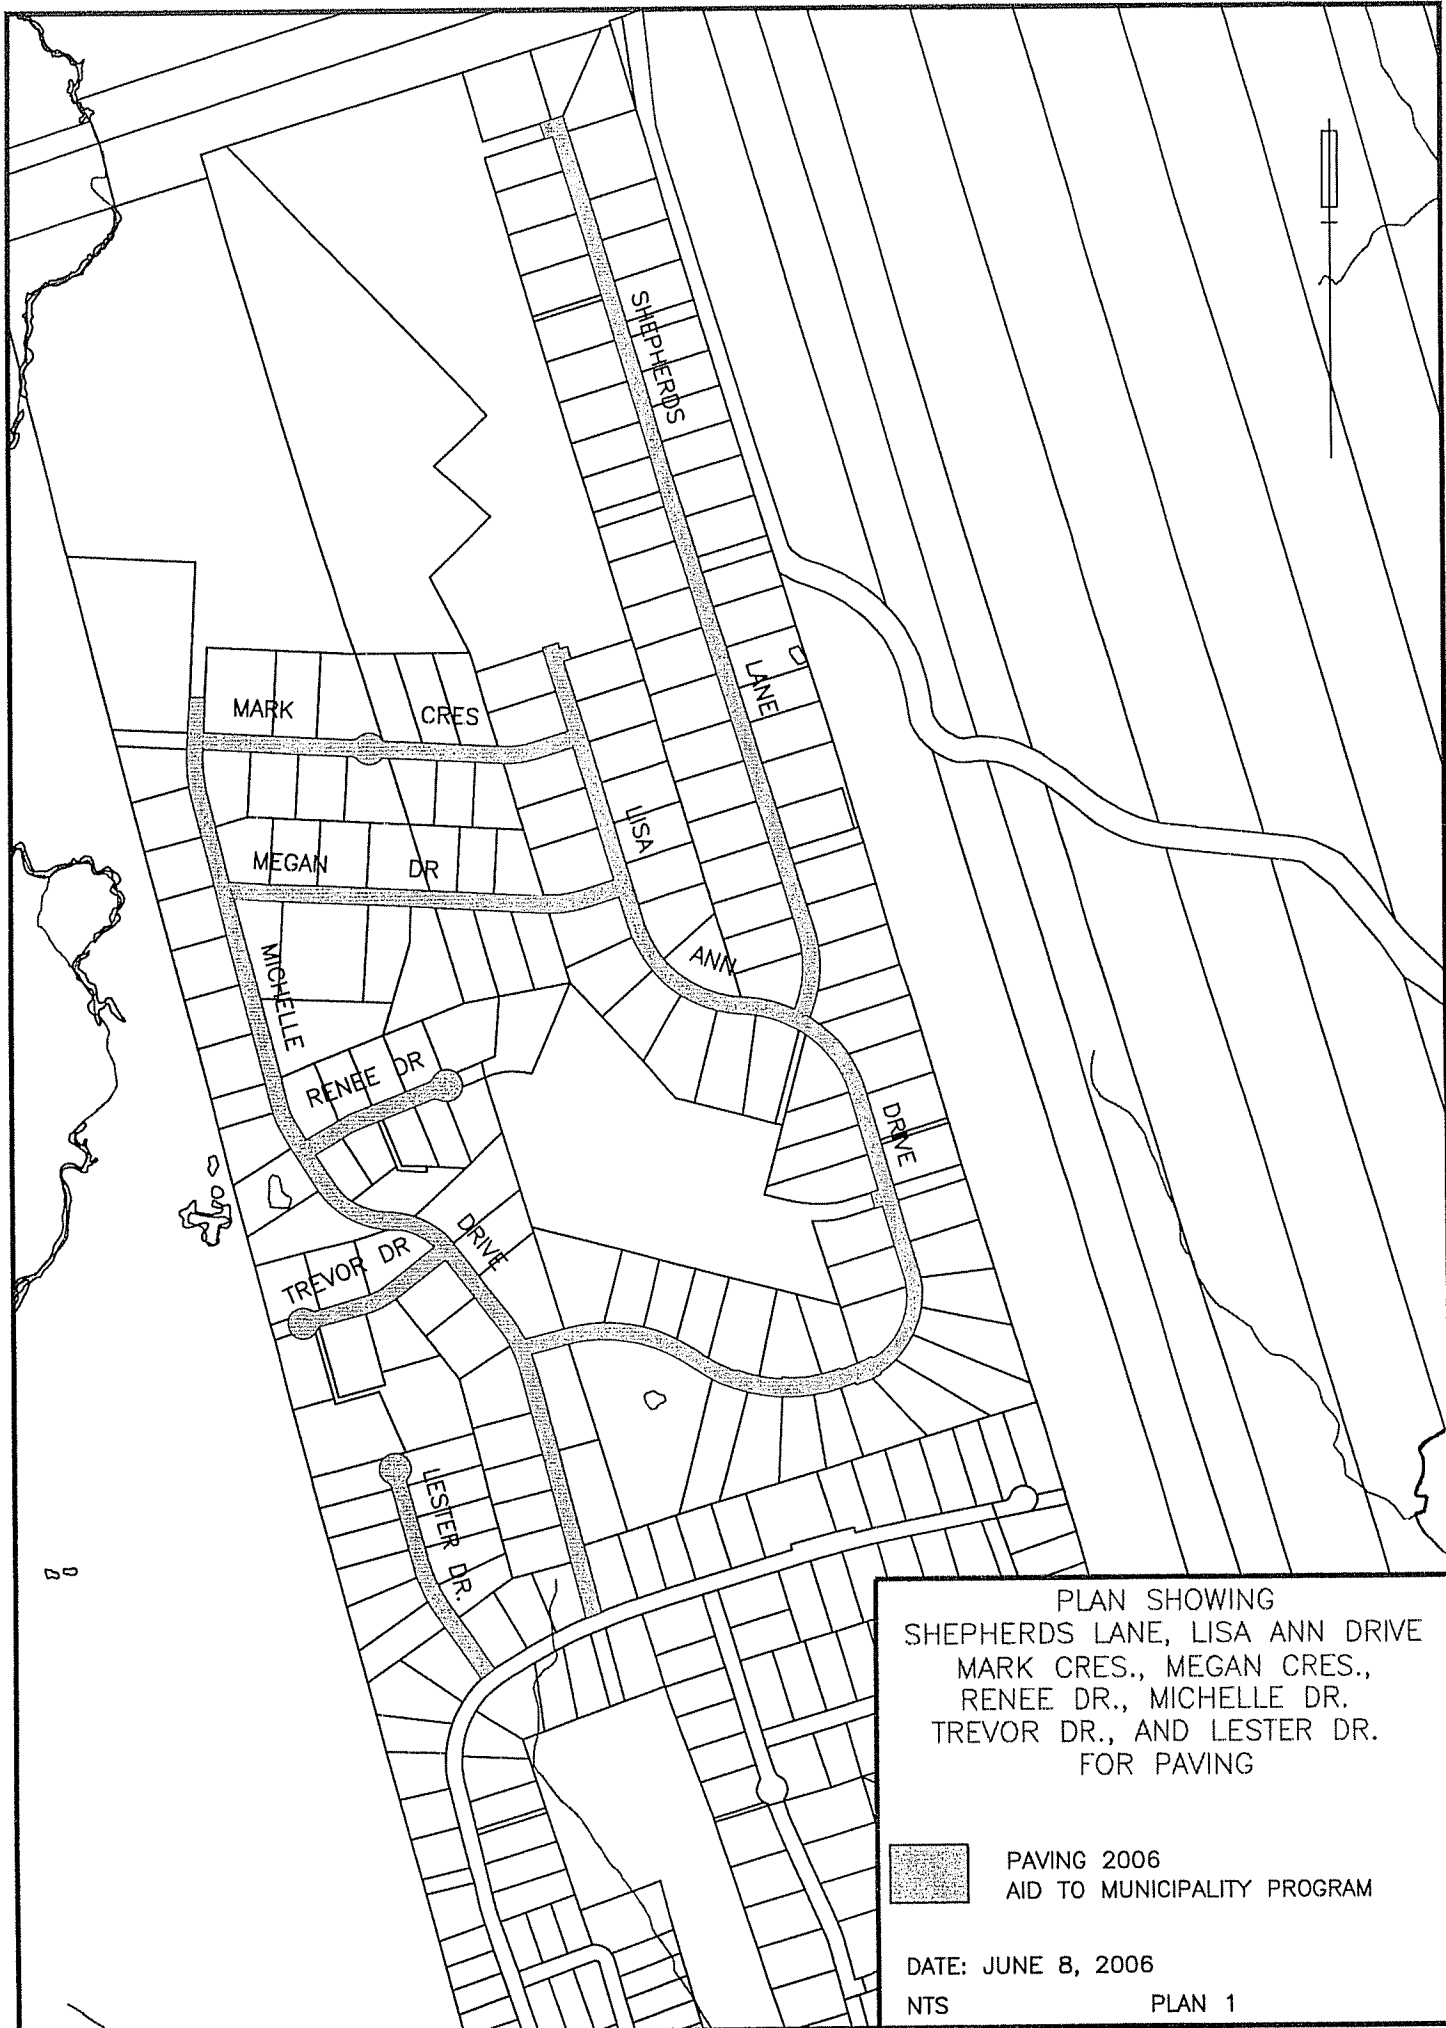 SHEPHERDS
LANE
MARK CRES
LISA
MEGAN DR
ANN
MICHELLE
RENEE DR
DRIVE
TREVOR DR
DRIVE
LESTER DR.
PLAN SHOWING
SHEPHERDS LANE, LISA ANN DRIVE
MARK CRES., MEGAN CRES.,
RENEE DR., MICHELLE DR.
TREVOR DR., AND LESTER DR.
FOR PAVING
PAVING 2006
AID TO MUNICIPALITY PROGRAM
DATE: JUNE 8, 2006
NTS PLAN 1